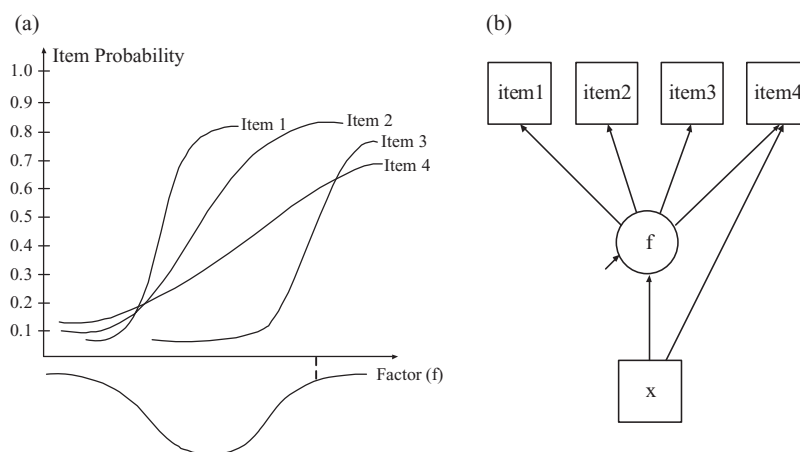 (a)
Item Probability
1.0
0.9
0.8
0.7
0.6
0.5
0.4
0.3
0.2
0.1
Item 1
Item 2
Item 3
Item 4
Factor (f)
(b)
item1
item2
item3
item4
f
x